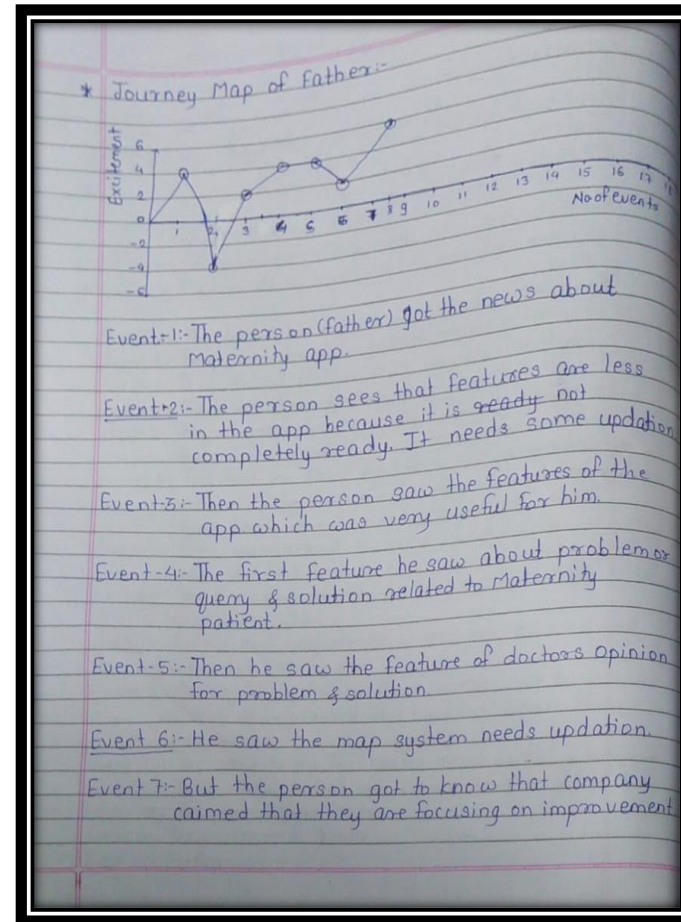 * Journey Map of Father:-
Excitement
6
4
2
0
-2
-4
-6
1 2 3 4 5 6 7 8 9 10 11 12 13 14 15 16 17 18
No of events
Event-1:- The person (father) got the news about
Maternity app.
Event-2:- The person sees that features are less
in the app because it is ready not
completely ready. It needs some updation
Event-3:- Then the person saw the features of the
app which was very useful for him.
Event-4:- The first feature he saw about problem or
query & solution related to Maternity
patient.
Event-5:- Then he saw the feature of doctors opinion
for problem & solution
Event 6:- He saw the map system needs updation.
Event 7:- But the person got to know that company
caimed that they are focusing on improvement